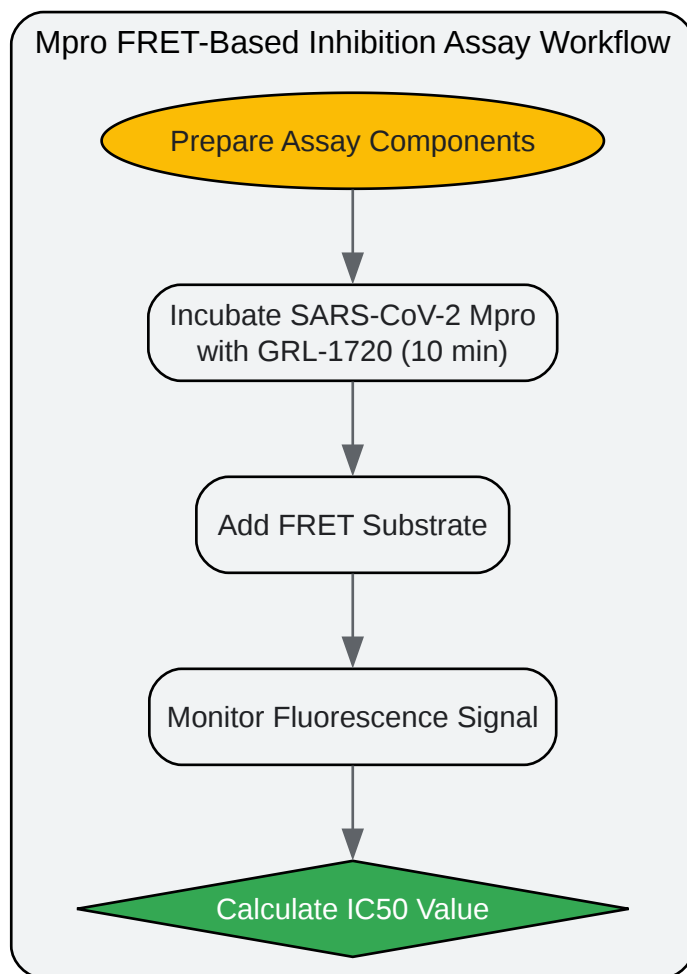 Mpro FRET-Based Inhibition Assay Workflow
Prepare Assay Components
Incubate SARS-CoV-2 Mpro
with GRL-1720 (10 min)
Add FRET Substrate
Monitor Fluorescence Signal
Calculate IC50 Value